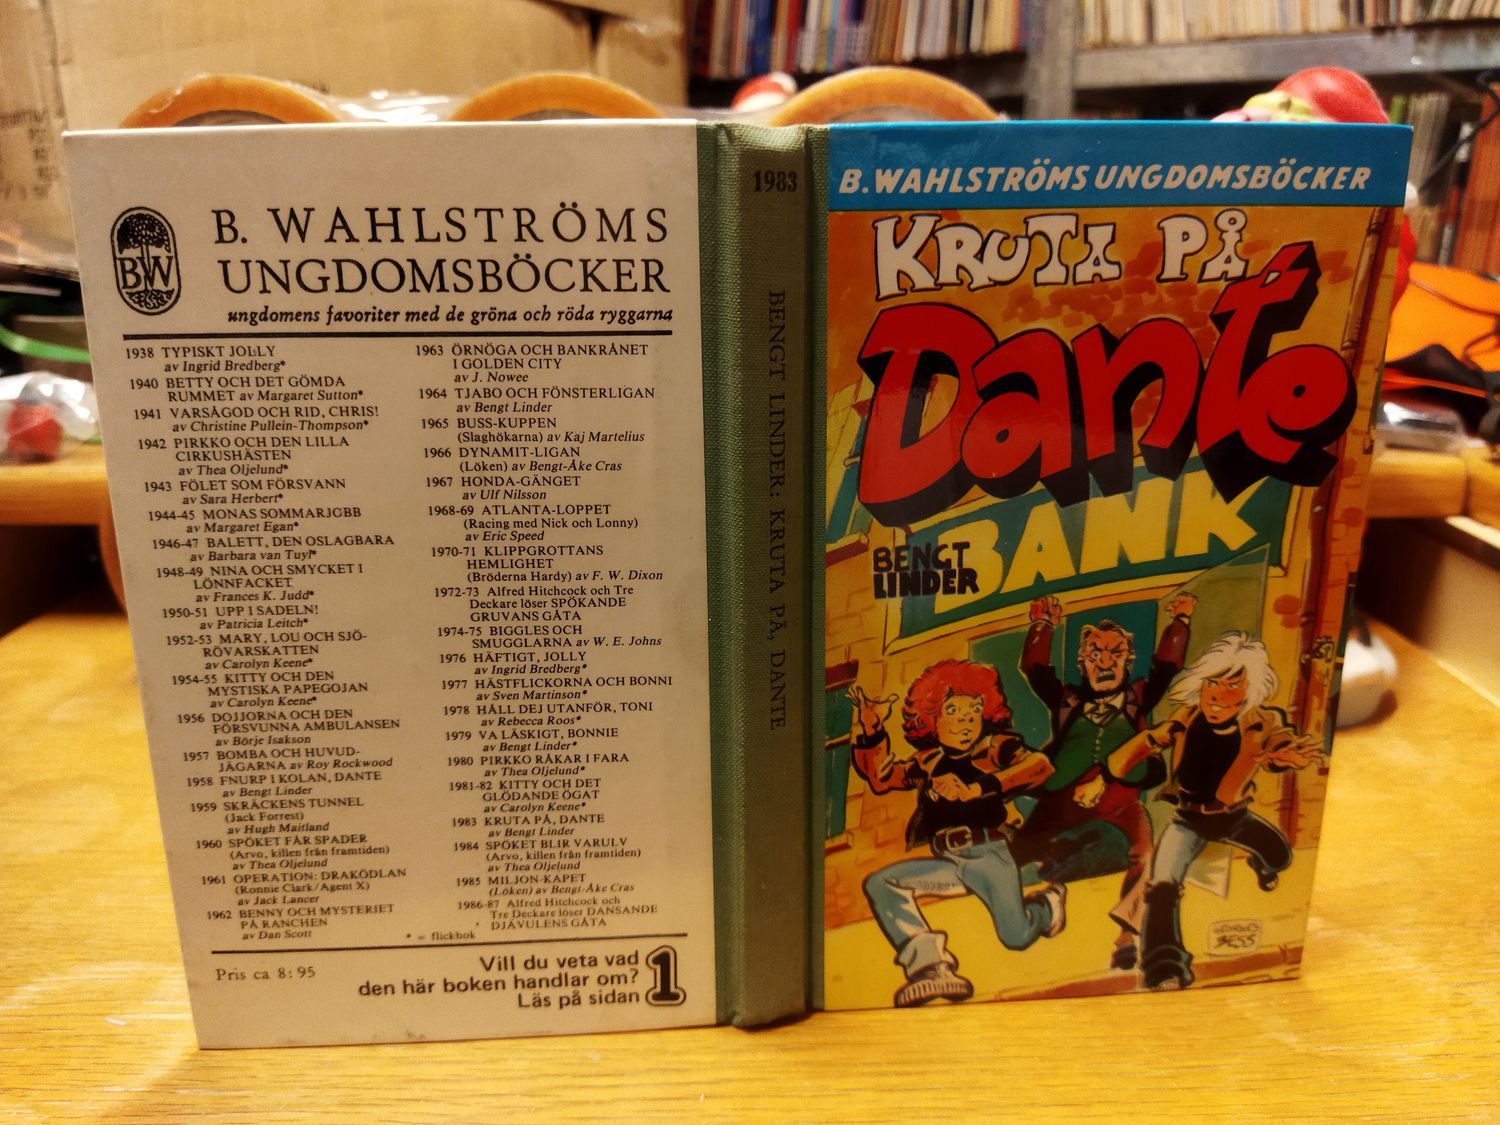 BW
B. WAHLSTRÖMS
UNGDOMSBÖCKER
ungdomens favoriter med de gröna och röda ryggarna
1938 TYPISKT JOLLY
av Ingrid Bredberg*
1940 BETTY OCH DET GÖMDA
RUMMET av Margaret Sutton*
1941 VARSÅGOD OCH RID, CHRIS!
av Christine Pullein-Thompson*
1942 PIRKKO OCH DEN LILLA
CIRKUSHÄSTEN
av Thea Oljelund*
1943 FÖLET SOM FÖRSVANN
av Sara Herbert*
1944-45 MONAS SOMMARJOBB
av Margaret Egan*
1946-47 BALETT, DEN OSLAGBARA
av Barbara van Tuyl*
1948-49 NINA OCH SMYCKET I
LÖNNFACKET
av Frances K. Judd*
1950-51 UPP I SADELN!
av Patricia Leitch*
1952-53 MARY, LOU OCH SJÖ-
RÖVARSKATTEN
av Carolyn Keene*
1954-55 KITTY OCH DEN
MYSTISKA PAPEGOJAN
av Carolyn Keene*
1956 DOJJORNA OCH DEN
FÖRSVUNNA AMBULANSEN
av Börje Isakson
1957 BOMBA OCH HUVUD-
JÄGARNA av Roy Rockwood
1958 FNURP I KOLAN, DANTE
av Bengt Linder
1959 SKRÄCKENS TUNNEL
(Jack Forrest)
av Hugh Maitland
1960 SPÖKET FÅR SPADER
(Arvo, killen från framtiden)
av Thea Oljelund
1961 OPERATION: DRAKÖDLAN
(Ronnie Clark/Agent X)
av Jack Lancer
1962 BENNY OCH MYSTERIET
PÅ RANCHEN
av Dan Scott
1963 ÖRNÖGA OCH BANKRÅNET
I GOLDEN CITY
av J. Nowee
1964 TJABO OCH FÖNSTERLIGAN
av Bengt Linder
1965 BUSS-KUPPEN
(Slaghökarna) av Kaj Martelius
1966 DYNAMIT-LIGAN
(Löken) av Bengt-Åke Cras
1967 HONDA-GÄNGET
av Ulf Nilsson
1968-69 ATLANTA-LOPPET
(Racing med Nick och Lonny)
av Eric Speed
1970-71 KLIPPGROTTANS
HEMLIGHET
(Bröderna Hardy) av F. W. Dixon
1972-73 Alfred Hitchcock och Tre
Deckare löser SPÖKANDE
GRUVANS GÅTA
1974-75 BIGGLES OCH
SMUGGLARNA av W. E. Johns
1976 HÄFTIGT, JOLLY
av Ingrid Bredberg*
1977 HÄSTFLICKORNA OCH BONNI
av Sven Martinson*
1978 HÅLL DEJ UTANFÖR, TONI
av Rebecca Roos*
1979 VA LÄSKIGT, BONNIE
av Bengt Linder*
1980 PIRKKO RÅKAR I FARA
av Thea Oljelund*
1981-82 KITTY OCH DET
GLÖDANDE ÖGAT
av Carolyn Keene*
1983 KRUTA PÅ, DANTE
av Bengt Linder
1984 SPÖKET BLIR VARULV
(Arvo, killen från framtiden)
av Thea Oljelund
1985 MILJON-KAPET
(Löken) av Bengt-Åke Cras
1986-87 Alfred Hitchcock och
Tre Deckare löser DANSANDE
DJÄVULENS GÅTA
* = flickbok
Pris ca 8:95
Vill du veta vad
den här boken handlar om?
Läs på sidan 1
1983
BENGT LINDER: KRUTA PÅ, DANTE
B. WAHLSTRÖMS UNGDOMSBÖCKER
KRUTA PÅ
Dante
BANK
BENGT
LINDER
GEORGES
BESS